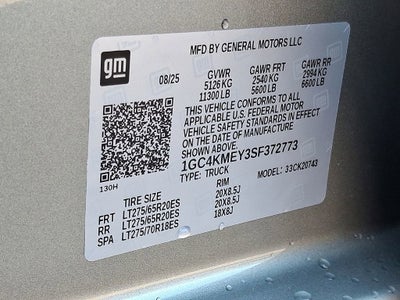 gm
MFD BY GENERAL MOTORS LLC
08/25 GVWR GAWR FRT GAWR RR
5126 KG 2540 KG 2994 KG
11300 LB 5600 LB 6600 LB
THIS VEHICLE CONFORMS TO ALL
APPLICABLE U.S. FEDERAL MOTOR
VEHICLE SAFETY STANDARDS IN EFFECT
ON THE DATE OF MANUFACTURE
SHOWN ABOVE.
1GC4KMEY3SF372773
TYPE: TRUCK MODEL: 33CK20743
130H
TIRE SIZE RIM
FRT LT275/65R20ES 20X8.5J
RR LT275/65R20ES 20X8.5J
SPA LT275/70R18ES 18X8J